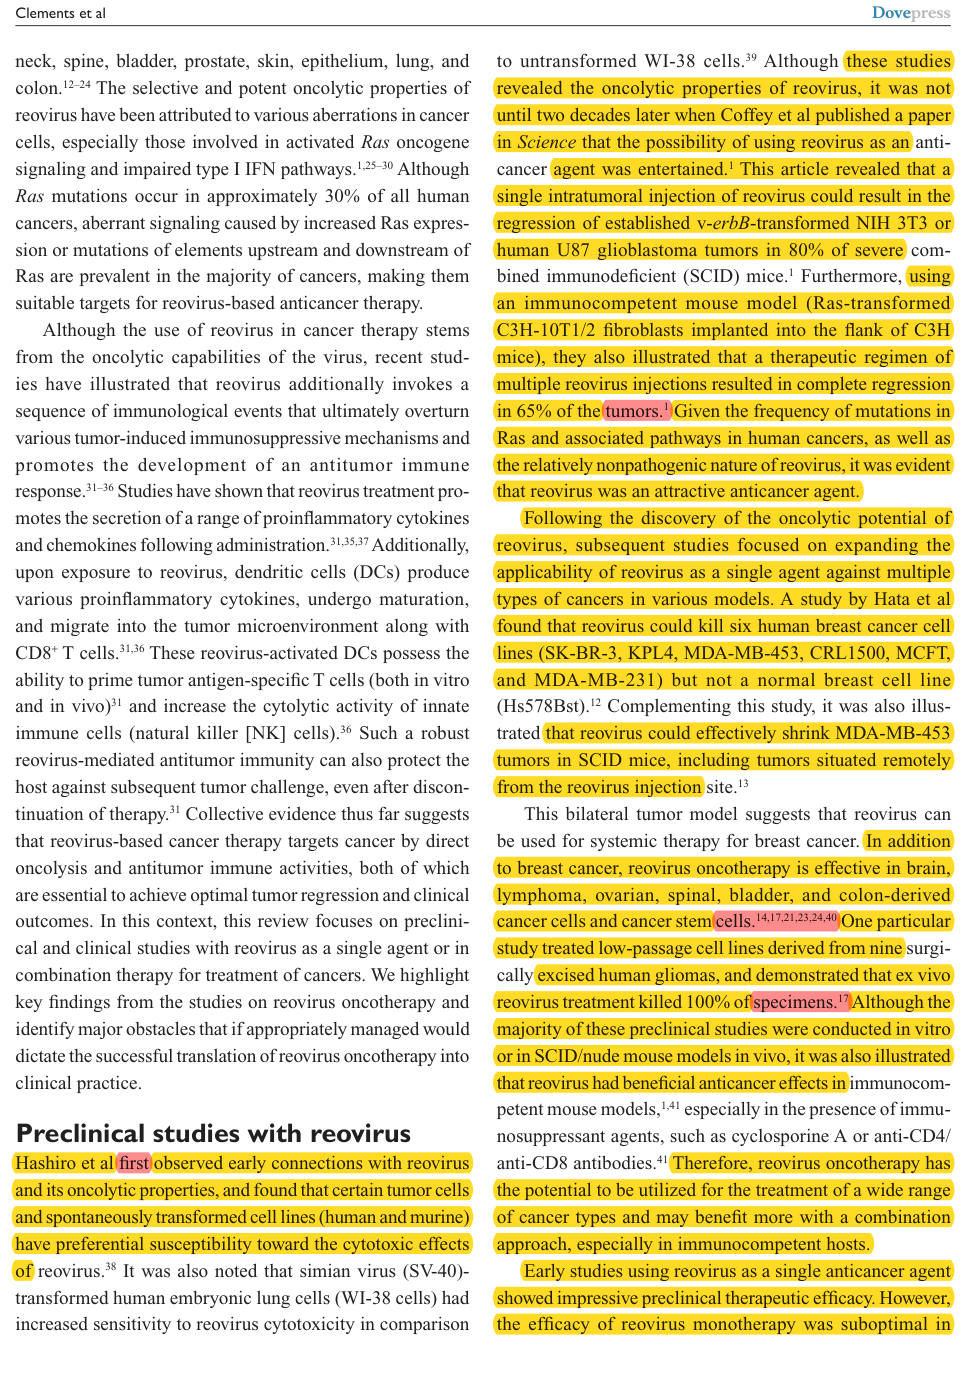 Clements et al
Dovepress
neck, spine, bladder, prostate, skin, epithelium, lung, and
colon.12–24 The selective and potent oncolytic properties of
reovirus have been attributed to various aberrations in cancer
cells, especially those involved in activated Ras oncogene
signaling and impaired type I IFN pathways.1,25–30 Although
Ras mutations occur in approximately 30% of all human
cancers, aberrant signaling caused by increased Ras expres-
sion or mutations of elements upstream and downstream of
Ras are prevalent in the majority of cancers, making them
suitable targets for reovirus-based anticancer therapy.
Although the use of reovirus in cancer therapy stems
from the oncolytic capabilities of the virus, recent stud-
ies have illustrated that reovirus additionally invokes a
sequence of immunological events that ultimately overturn
various tumor-induced immunosuppressive mechanisms and
promotes the development of an antitumor immune
response.31–36 Studies have shown that reovirus treatment pro-
motes the secretion of a range of proinflammatory cytokines
and chemokines following administration.31,35,37 Additionally,
upon exposure to reovirus, dendritic cells (DCs) produce
various proinflammatory cytokines, undergo maturation,
and migrate into the tumor microenvironment along with
CD8+ T cells.31,36 These reovirus-activated DCs possess the
ability to prime tumor antigen-specific T cells (both in vitro
and in vivo)31 and increase the cytolytic activity of innate
immune cells (natural killer [NK] cells).36 Such a robust
reovirus-mediated antitumor immunity can also protect the
host against subsequent tumor challenge, even after discon-
tinuation of therapy.31 Collective evidence thus far suggests
that reovirus-based cancer therapy targets cancer by direct
oncolysis and antitumor immune activities, both of which
are essential to achieve optimal tumor regression and clinical
outcomes. In this context, this review focuses on preclini-
cal and clinical studies with reovirus as a single agent or in
combination therapy for treatment of cancers. We highlight
key findings from the studies on reovirus oncotherapy and
identify major obstacles that if appropriately managed would
dictate the successful translation of reovirus oncotherapy into
clinical practice.
Preclinical studies with reovirus
Hashiro et al first observed early connections with reovirus
and its oncolytic properties, and found that certain tumor cells
and spontaneously transformed cell lines (human and murine)
have preferential susceptibility toward the cytotoxic effects
of reovirus.38 It was also noted that simian virus (SV-40)-
transformed human embryonic lung cells (WI-38 cells) had
increased sensitivity to reovirus cytotoxicity in comparison
to untransformed WI-38 cells.39 Although these studies
revealed the oncolytic properties of reovirus, it was not
until two decades later when Coffey et al published a paper
in Science that the possibility of using reovirus as an anti-
cancer agent was entertained.1 This article revealed that a
single intratumoral injection of reovirus could result in the
regression of established v-erbB-transformed NIH 3T3 or
human U87 glioblastoma tumors in 80% of severe com-
bined immunodeficient (SCID) mice.1 Furthermore, using
an immunocompetent mouse model (Ras-transformed
C3H-10T1/2 fibroblasts implanted into the flank of C3H
mice), they also illustrated that a therapeutic regimen of
multiple reovirus injections resulted in complete regression
in 65% of the tumors.1 Given the frequency of mutations in
Ras and associated pathways in human cancers, as well as
the relatively nonpathogenic nature of reovirus, it was evident
that reovirus was an attractive anticancer agent.
Following the discovery of the oncolytic potential of
reovirus, subsequent studies focused on expanding the
applicability of reovirus as a single agent against multiple
types of cancers in various models. A study by Hata et al
found that reovirus could kill six human breast cancer cell
lines (SK-BR-3, KPL4, MDA-MB-453, CRL1500, MCFT,
and MDA-MB-231) but not a normal breast cell line
(Hs578Bst).12 Complementing this study, it was also illus-
trated that reovirus could effectively shrink MDA-MB-453
tumors in SCID mice, including tumors situated remotely
from the reovirus injection site.13
This bilateral tumor model suggests that reovirus can
be used for systemic therapy for breast cancer. In addition
to breast cancer, reovirus oncotherapy is effective in brain,
lymphoma, ovarian, spinal, bladder, and colon-derived
cancer cells and cancer stem cells.14,17,21,23,24,40 One particular
study treated low-passage cell lines derived from nine surgi-
cally excised human gliomas, and demonstrated that ex vivo
reovirus treatment killed 100% of specimens.17 Although the
majority of these preclinical studies were conducted in vitro
or in SCID/nude mouse models in vivo, it was also illustrated
that reovirus had beneficial anticancer effects in immunocom-
petent mouse models,1,41 especially in the presence of immu-
nosuppressant agents, such as cyclosporine A or anti-CD4/
anti-CD8 antibodies.41 Therefore, reovirus oncotherapy has
the potential to be utilized for the treatment of a wide range
of cancer types and may benefit more with a combination
approach, especially in immunocompetent hosts.
Early studies using reovirus as a single anticancer agent
showed impressive preclinical therapeutic efficacy. However,
the efficacy of reovirus monotherapy was suboptimal in